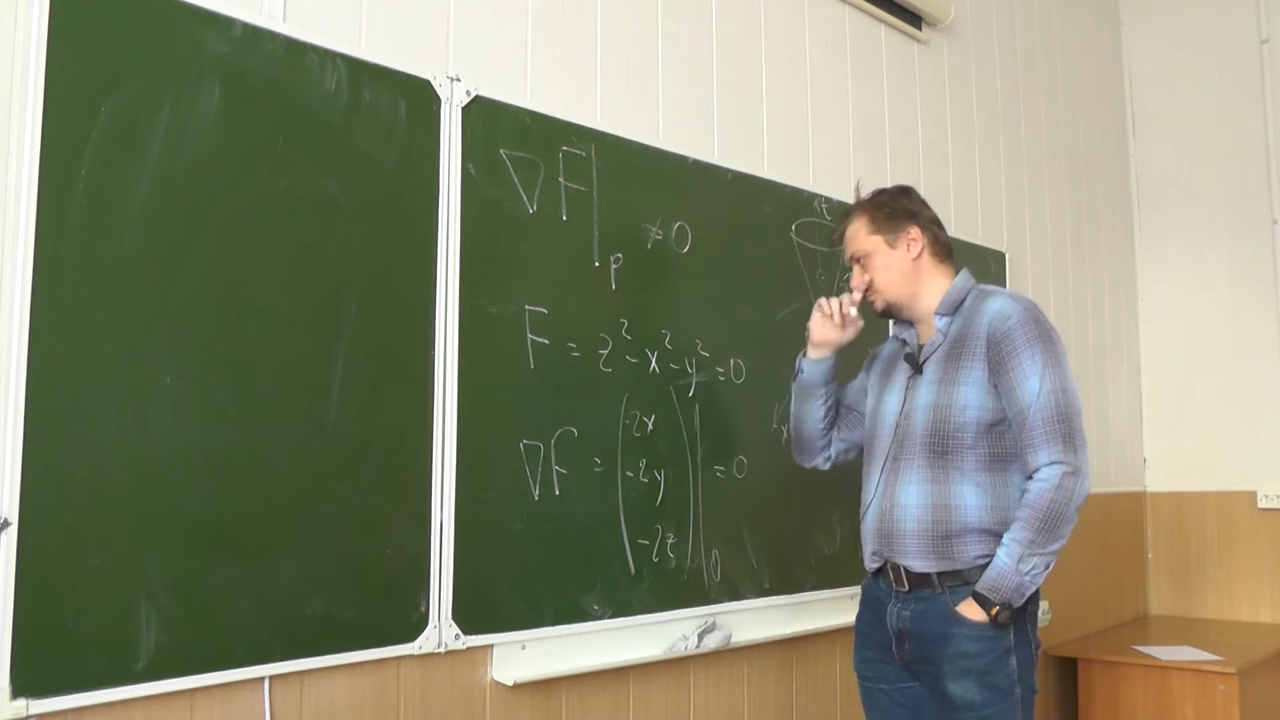 ∇F|ₚ ≠ 0
F = z² - x² - y² = 0
∇F = (2x
-2y
-2z)|₀ = 0
z
x